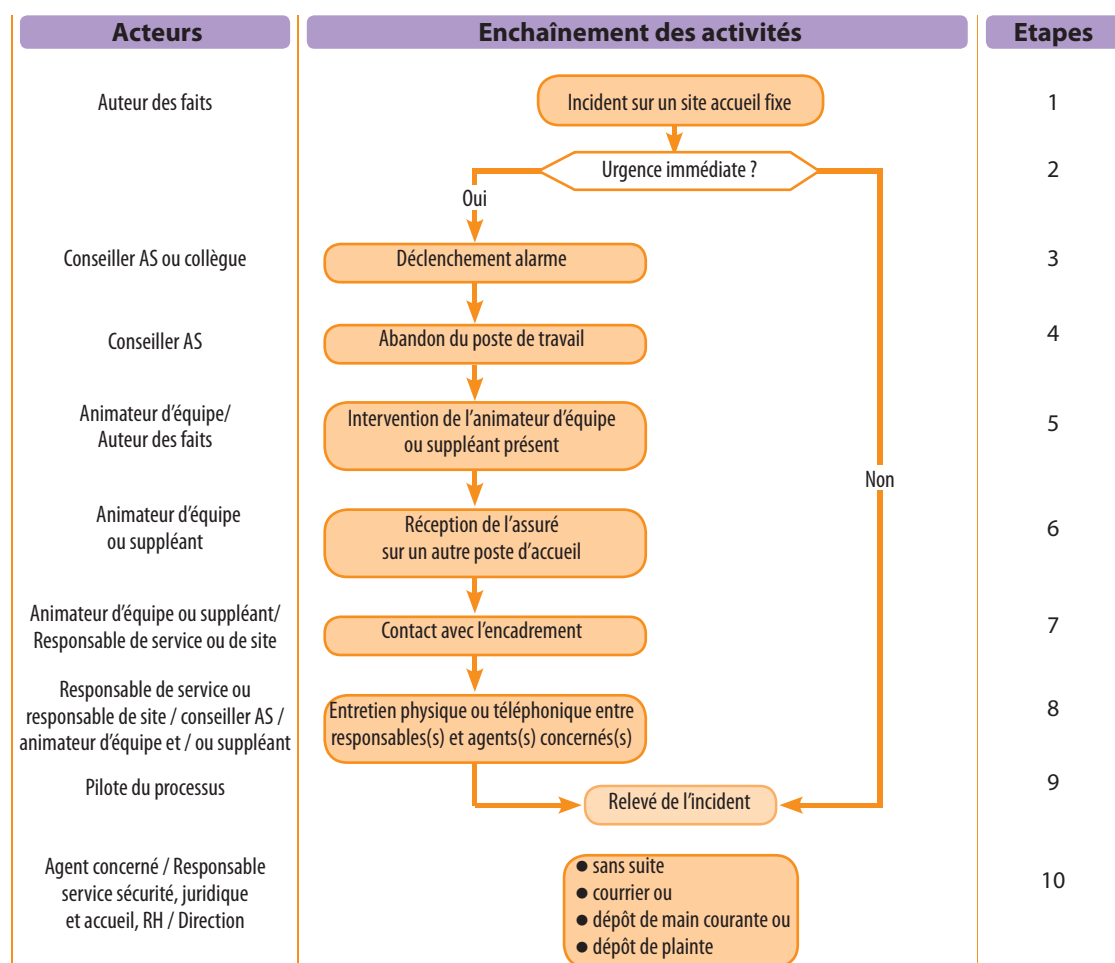 Acteurs
Enchaînement des activités
Etapes
Auteur des faits
Incident sur un site accueil fixe
1
Urgence immédiate ?
2
Oui
Conseiller AS ou collègue
Déclenchement alarme
3
Conseiller AS
Abandon du poste de travail
4
Animateur d'équipe/
Auteur des faits
Intervention de l'animateur d'équipe
ou suppléant présent
5
Non
Animateur d'équipe
ou suppléant
Réception de l'assuré
sur un autre poste d'accueil
6
Animateur d'équipe ou suppléant/
Responsable de service ou de site
Contact avec l'encadrement
7
Responsable de service ou
responsable de site / conseiller AS /
animateur d'équipe et / ou suppléant
Entretien physique ou téléphonique entre
responsables(s) et agents(s) concernés(s)
8
Pilote du processus
Relevé de l'incident
9
Agent concerné / Responsable
service sécurité, juridique
et accueil, RH / Direction
● sans suite
● courrier ou
● dépôt de main courante ou
● dépôt de plainte
10